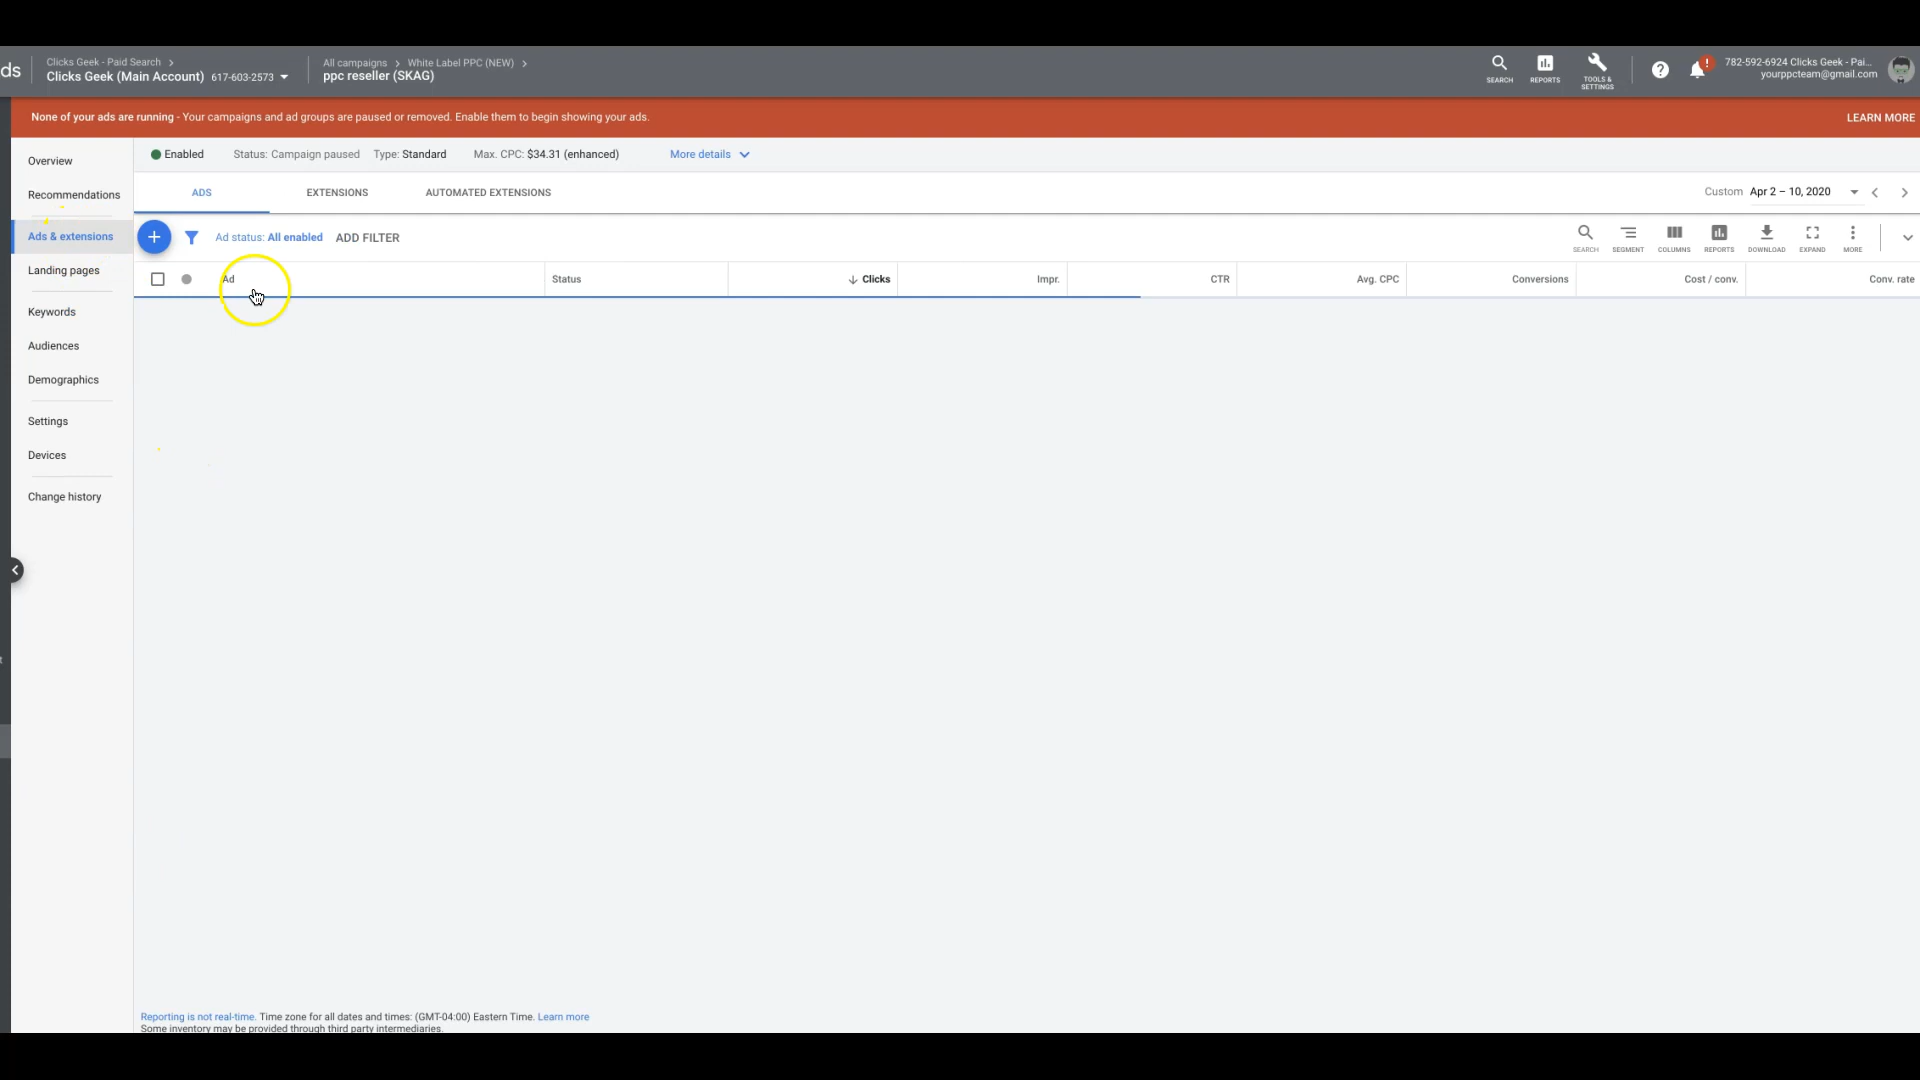 ds
Clicks Geek - Paid Search
Clicks Geek (Main Account) 617-603-2573
All campaigns > White Label PPC (NEW) >
ppc reseller (SKAG)
SEARCH
REPORTS
TOOLS & SETTINGS
782-592-6924 Clicks Geek - Pai...
yourppcteam@gmail.com
None of your ads are running - Your campaigns and ad groups are paused or removed. Enable them to begin showing your ads.
LEARN MORE
Overview
Recommendations
Ads & extensions
Landing pages
Keywords
Audiences
Demographics
Settings
Devices
Change history
Enabled Status: Campaign paused Type: Standard Max. CPC: $34.31 (enhanced) More details
ADS EXTENSIONS AUTOMATED EXTENSIONS
Custom Apr 2 – 10, 2020
Ad status: All enabled ADD FILTER
SEARCH SEGMENT COLUMNS REPORTS DOWNLOAD EXPAND MORE
Ad Status Clicks Impr. CTR Avg. CPC Conversions Cost / conv. Conv. rate
Reporting is not real-time. Time zone for all dates and times: (GMT-04:00) Eastern Time. Learn more
Some inventory may be provided through third party intermediaries.